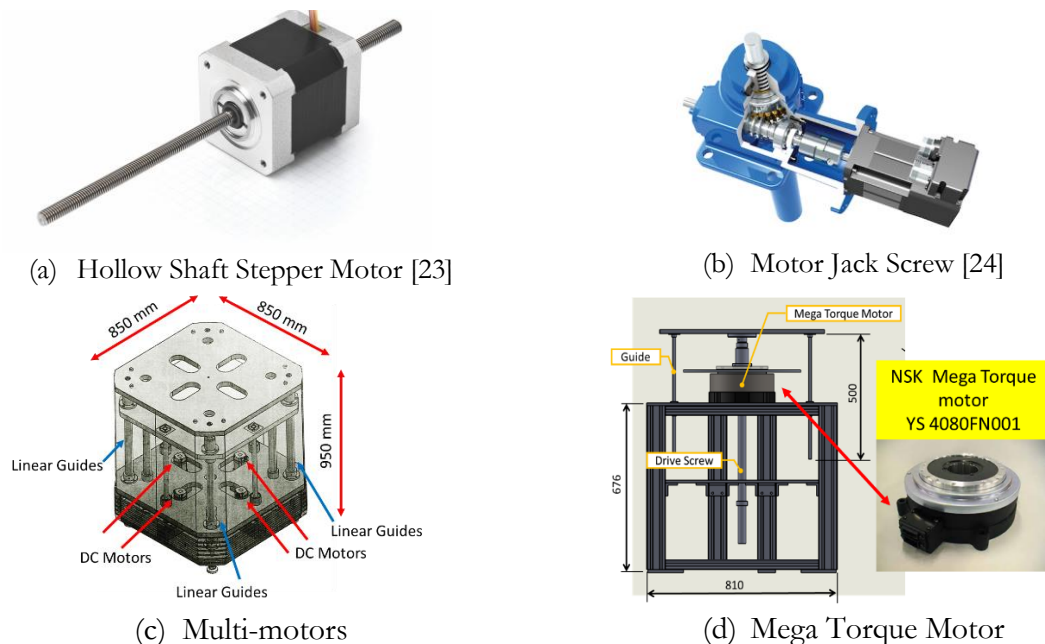 (a) Hollow Shaft Stepper Motor [23]
(b) Motor Jack Screw [24]
850 mm
850 mm
950 mm
Linear Guides
Linear Guides
DC Motors
DC Motors
Linear Guides
(c) Multi-motors
Mega Torque Motor
Guide
500
NSK Mega Torque
motor
YS 4080FN001
Drive Screw
676
810
(d) Mega Torque Motor